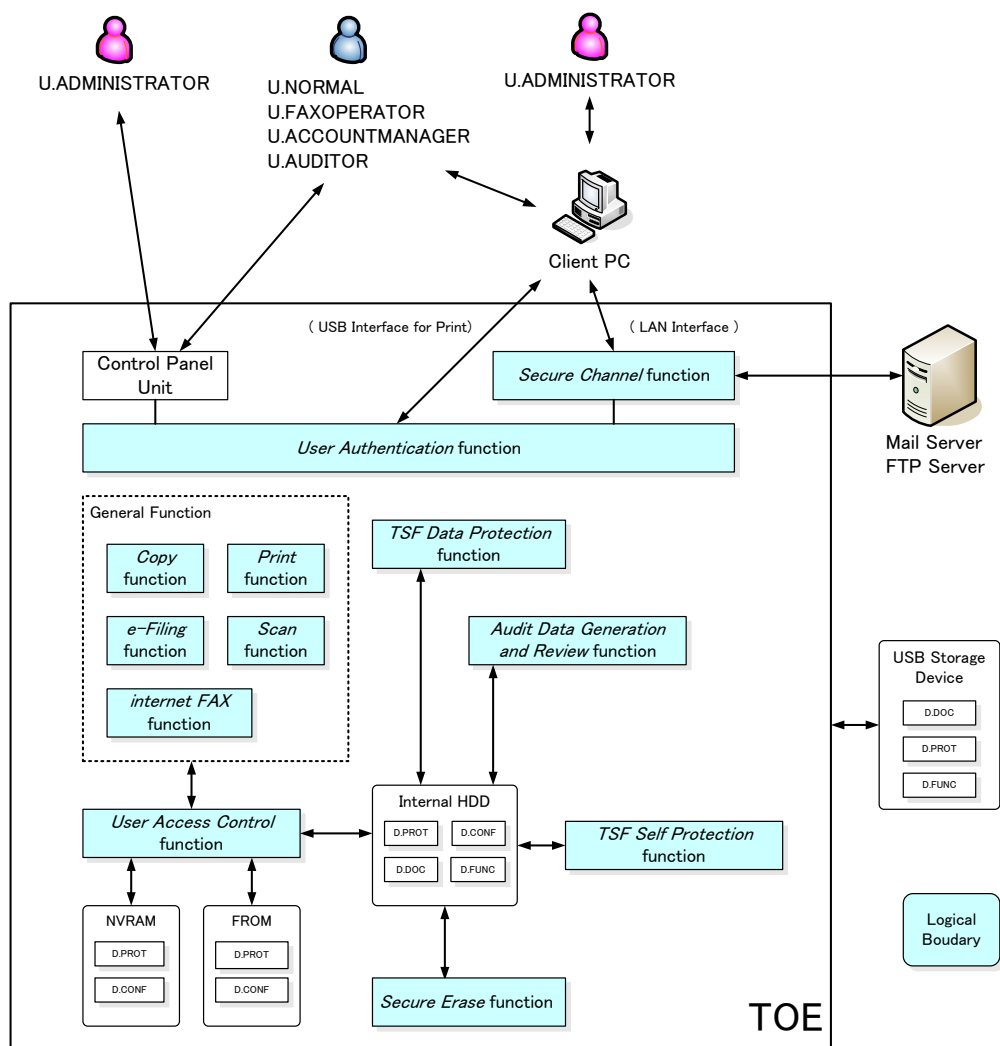 U.ADMINISTRATOR
U.NORMAL
U.FAXOPERATOR
U.ACCOUNTMANAGER
U.AUDITOR
U.ADMINISTRATOR
Client PC
( USB Interface for Print)
( LAN Interface )
Control Panel
Unit
Secure Channel function
User Authentication function
Mail Server
FTP Server
General Function
Copy
function
Print
function
e-Filing
function
Scan
function
internet FAX
function
TSF Data Protection
function
Audit Data Generation
and Review function
USB Storage
Device
D.DOC
D.PROT
D.FUNC
User Access Control
function
Internal HDD
D.PROT
D.CONF
D.DOC
D.FUNC
TSF Self Protection
function
NVRAM
D.PROT
D.CONF
FROM
D.PROT
D.CONF
Secure Erase function
Logical
Boudary
TOE